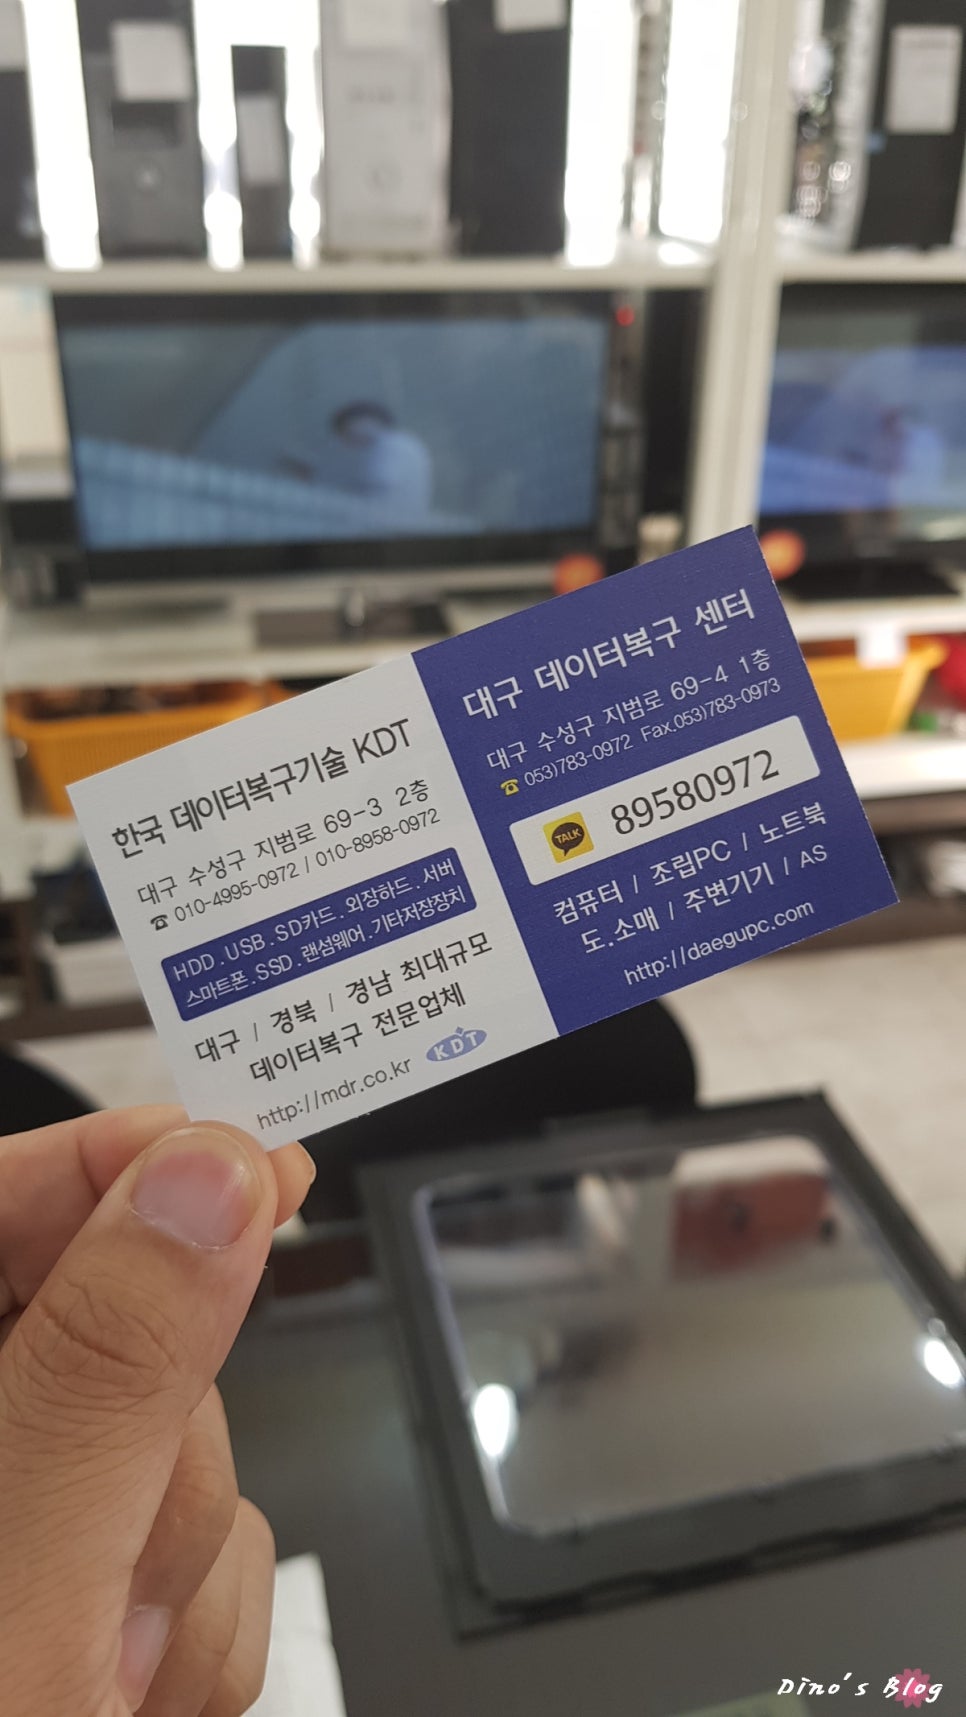 한국 데이터복구기술 KDT
대구 수성구 지범로 69-3 2층
☎ 010-4995-0972 / 010-8958-0972
HDD . USB . SD카드 . 외장하드 . 서버
스마트폰 . SSD . 랜섬웨어 . 기타저장장치
대구 / 경북 / 경남 최대규모
데이터복구 전문업체
http://mdr.co.kr KDT
대구 데이터복구 센터
대구 수성구 지범로 69-4 1층
☎ 053)783-0972 Fax.053)783-0973
TALK 89580972
컴퓨터 / 조립PC / 노트북
도.소매 / 주변기기 / AS
http://daegupc.com
Dino's Blog